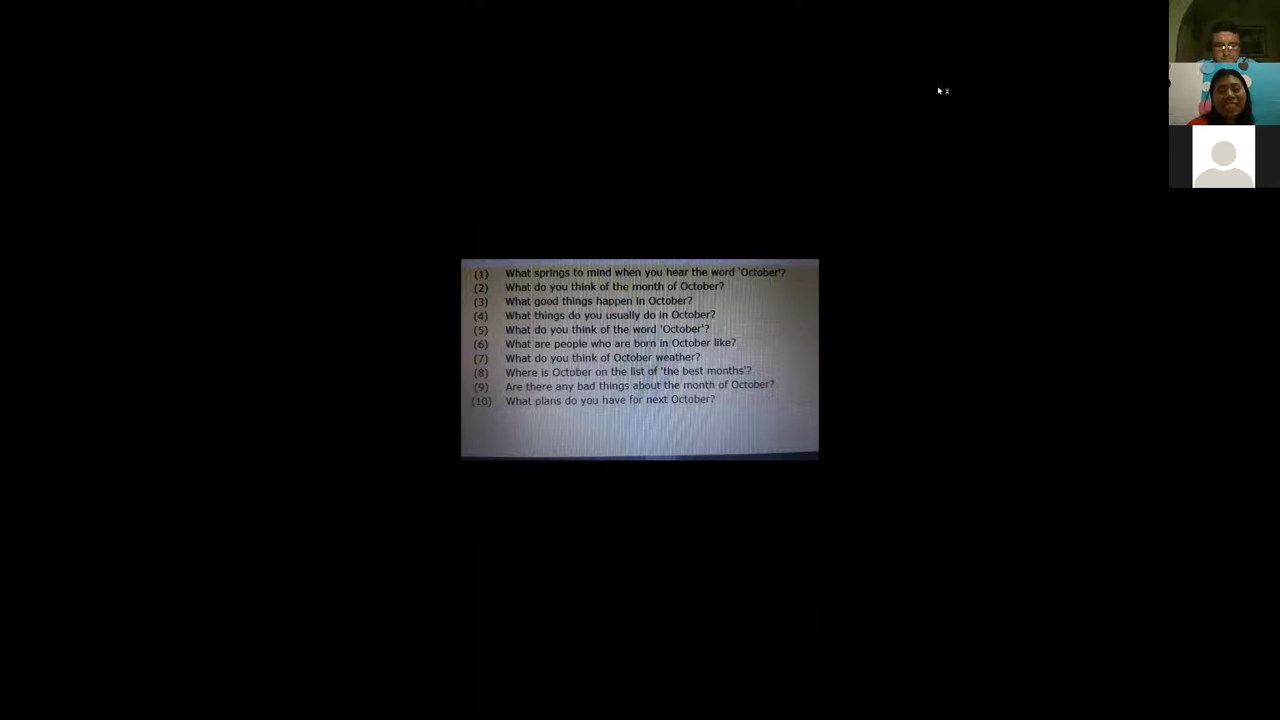 (1) What springs to mind when you hear the word 'October'?
(2) What do you think of the month of October?
(3) What good things happen in October?
(4) What things do you usually do in October?
(5) What do you think of the word 'October'?
(6) What are people who are born in October like?
(7) What do you think of October weather?
(8) Where is October on the list of 'the best months'?
(9) Are there any bad things about the month of October?
(10) What plans do you have for next October?